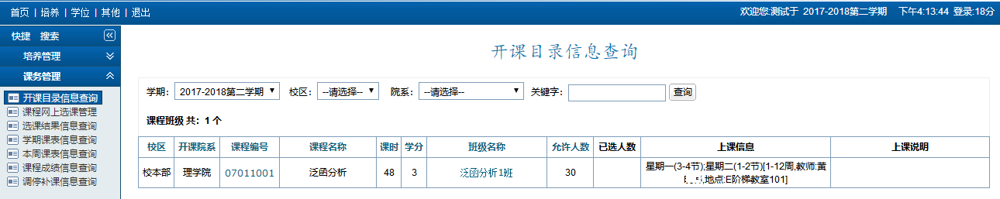 首页 | 培养 | 学位 | 其他 | 退出
欢迎您:测试于 2017-2018第二学期 下午4:13:44 登录:18分
快捷 搜索
培养管理
课务管理
开课目录信息查询
课程网上选课管理
选课结果信息查询
学期课表信息查询
本周课表信息查询
课程成绩信息查询
调停补课信息查询
开课目录信息查询
学期: 2017-2018第二学期 校区: --请选择-- 院系: --请选择-- 关键字: 查询
课程班级 共: 1 个
校区 开课院系 课程编号 课程名称 课时 学分 班级名称 允许人数 已选人数 上课信息 上课说明
校本部 理学院 07011001 泛函分析 48 3 泛函分析1班 30 星期一(3-4节);星期二(1-2节)[1-12周,教师:黄
,地点:E阶梯教室101]